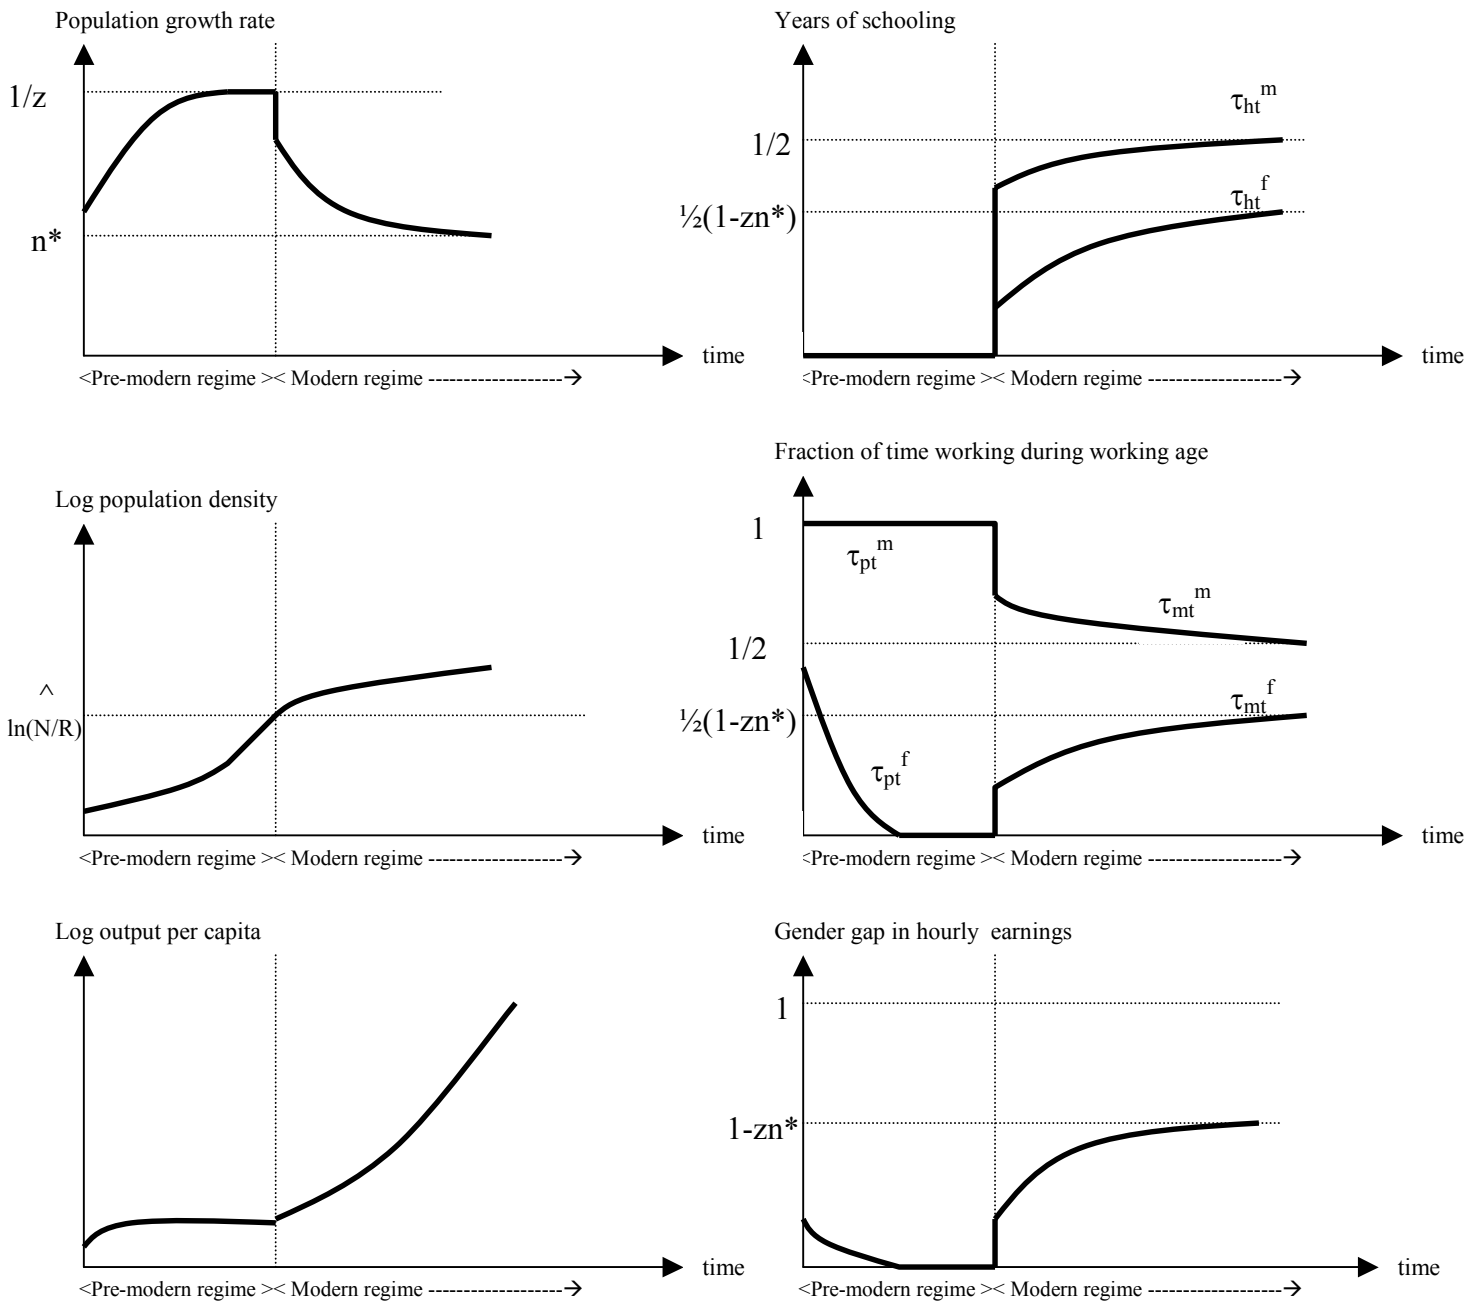 Population growth rate
1/z
n*
time
<Pre-modern regime >< Modern regime --------------------→
Years of schooling
τht^m
1/2
τht^f
½(1-zn*)
time
<Pre-modern regime >< Modern regime --------------------→
Log population density
^
ln(N/R)
time
<Pre-modern regime >< Modern regime --------------------→
Fraction of time working during working age
1
τpt^m
τmt^m
1/2
τmt^f
½(1-zn*)
τpt^f
time
<Pre-modern regime >< Modern regime --------------------→
Log output per capita
time
<Pre-modern regime >< Modern regime --------------------→
Gender gap in hourly earnings
1
1-zn*
time
<Pre-modern regime >< Modern regime --------------------→